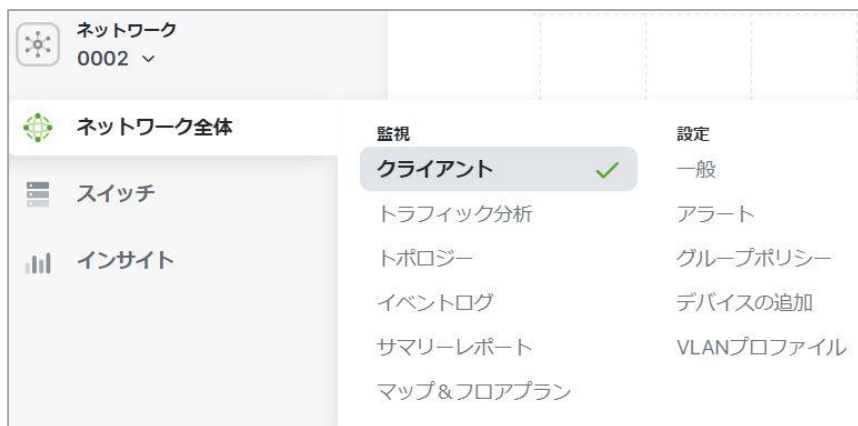 ネットワーク
0002
ネットワーク全体
スイッチ
インサイト
監視
クライアント
トラフィック分析
トポロジー
イベントログ
サマリーレポート
マップ＆フロアプラン
設定
一般
アラート
グループポリシー
デバイスの追加
VLANプロファイル